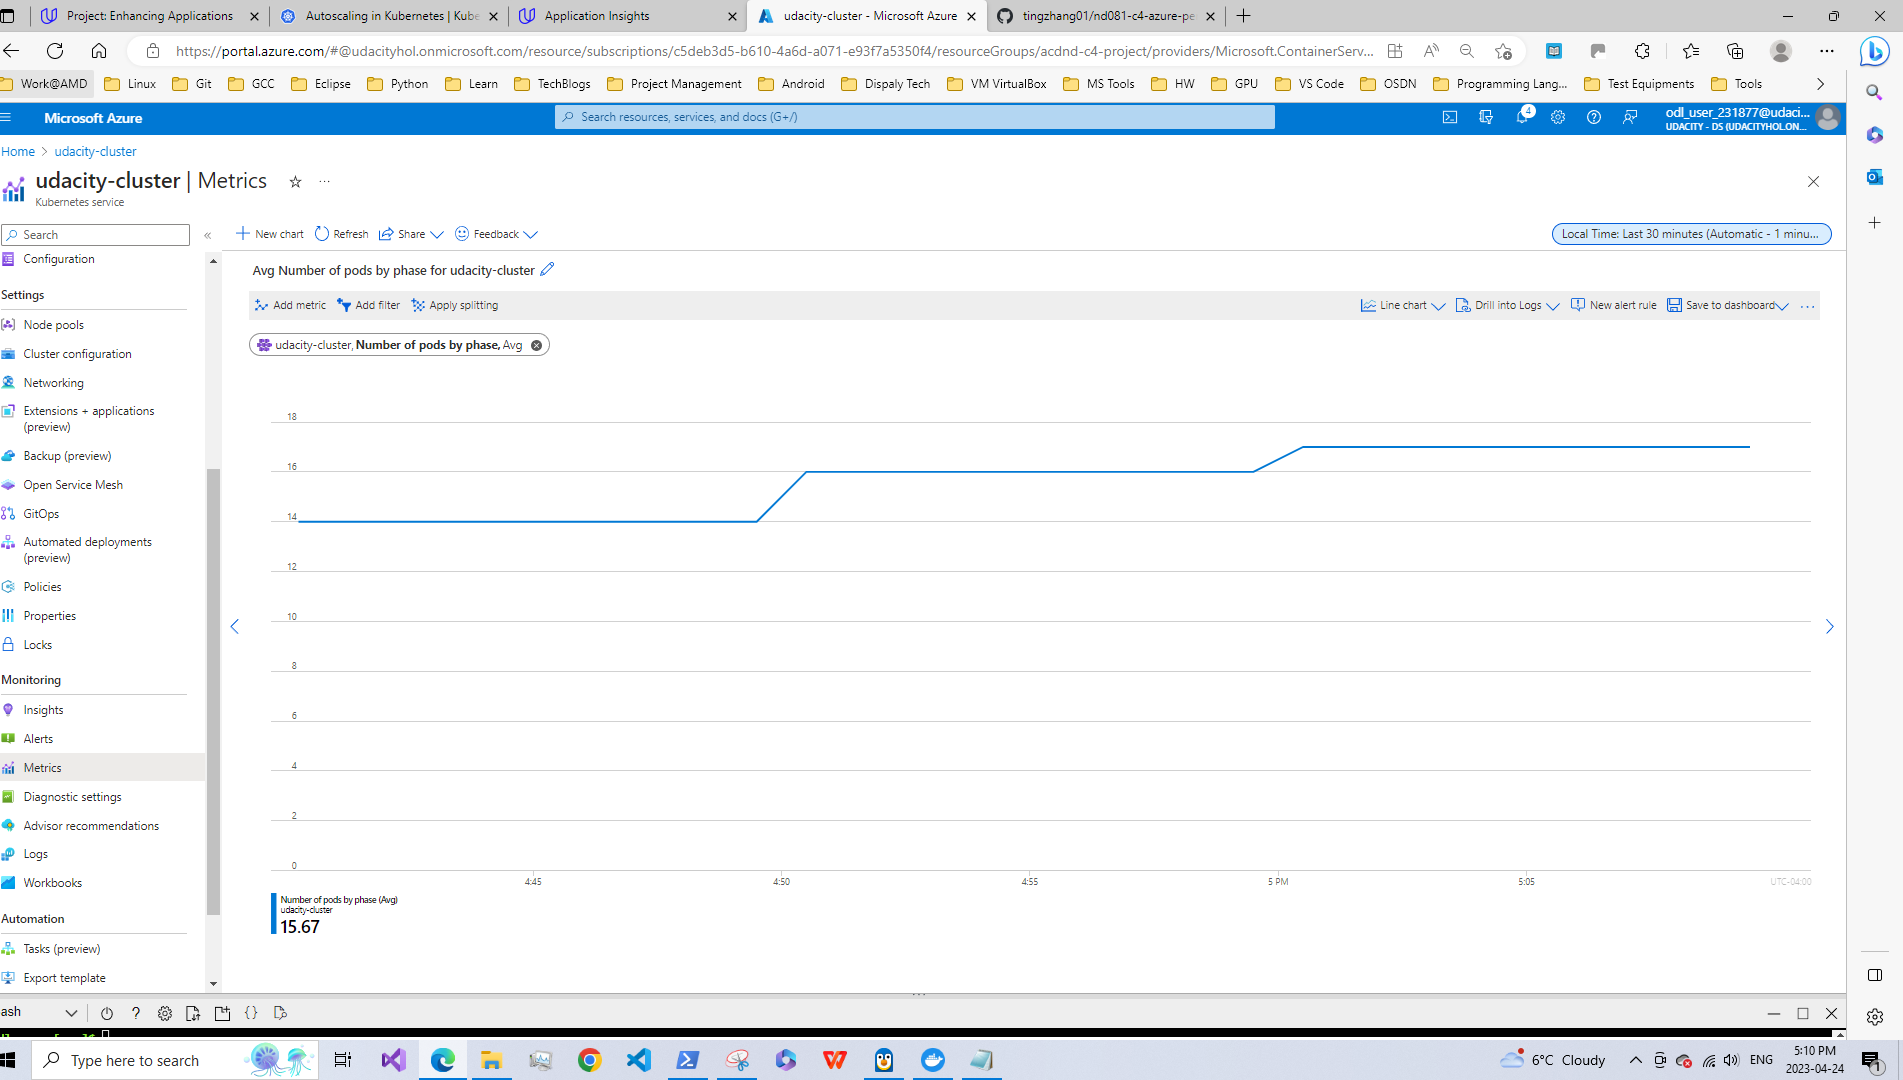 Project: Enhancing Applications
Autoscaling in Kubernetes | Kube
Application Insights
udacity-cluster - Microsoft Azure
tingzhang01/nd081-c4-azure-pe
https://portal.azure.com/#@udacityhol.onmicrosoft.com/resource/subscriptions/c5deb3d5-b610-4a6d-a071-e93f7a5350f4/resourceGroups/acdnd-c4-project/providers/Microsoft.ContainerServ...
Work@AMD Linux Git GCC Eclipse Python Learn TechBlogs Project Management Android Dispaly Tech VM VirtualBox MS Tools HW GPU VS Code OSDN Programming Lang... Test Equipments Tools
Microsoft Azure
Search resources, services, and docs (G+/)
4
odl_user_231877@udaci...
UDACITY - DS (UDACITYHOL.ON...
Home > udacity-cluster
udacity-cluster | Metrics
Kubernetes service
Search
New chart Refresh Share Feedback
Local Time: Last 30 minutes (Automatic - 1 minu...
Configuration
Settings
Node pools
Cluster configuration
Networking
Extensions + applications
(preview)
Backup (preview)
Open Service Mesh
GitOps
Automated deployments
(preview)
Policies
Properties
Locks
Monitoring
Insights
Alerts
Metrics
Diagnostic settings
Advisor recommendations
Logs
Workbooks
Automation
Tasks (preview)
Export template
Avg Number of pods by phase for udacity-cluster
Add metric Add filter Apply splitting
Line chart Drill into Logs New alert rule Save to dashboard
udacity-cluster, Number of pods by phase, Avg
18
16
14
12
10
8
6
4
2
0
4:45 4:50 4:55 5 PM 5:05 UTC-04:00
Number of pods by phase (Avg)
udacity-cluster
15.67
ash
Type here to search
6°C Cloudy
ENG
5:10 PM
2023-04-24
1